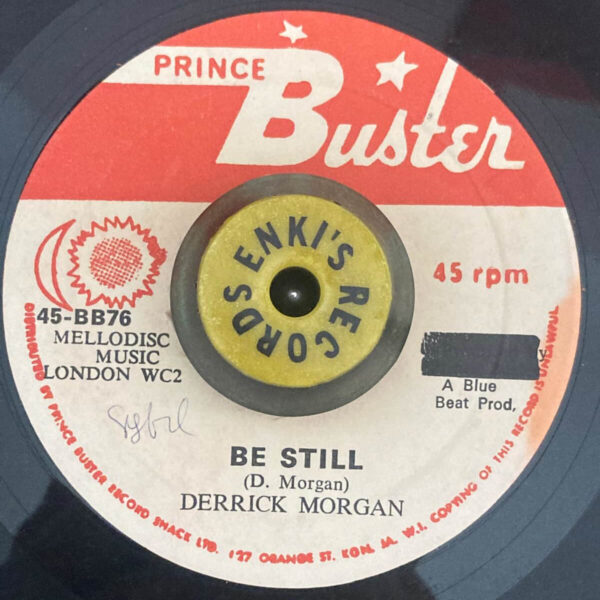 PRINCE
Buster
ENKI'S RECORDS
45 rpm
45-BB76
MELLODISC
MUSIC
LONDON WC2
A Blue
Beat Prod,
Sybil
BE STILL
(D. Morgan)
DERRICK MORGAN
DISTRIBUTED BY PRINCE BUSTER RECORD SHACK LTD. 127 ORANGE ST. KGN. JA. W.I. COPYING OF THIS RECORD IS UNLAWFUL